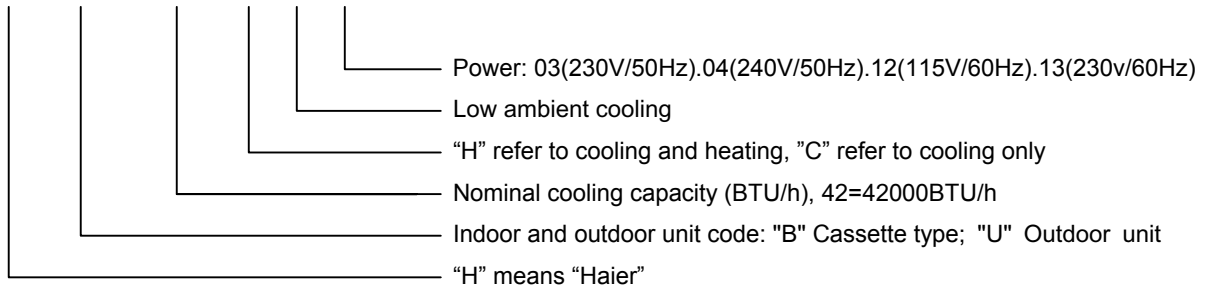 Power: 03(230V/50Hz).04(240V/50Hz).12(115V/60Hz).13(230v/60Hz)
Low ambient cooling
“H” refer to cooling and heating, ”C” refer to cooling only
Nominal cooling capacity (BTU/h), 42=42000BTU/h
Indoor and outdoor unit code: "B" Cassette type; "U" Outdoor unit
“H” means “Haier”